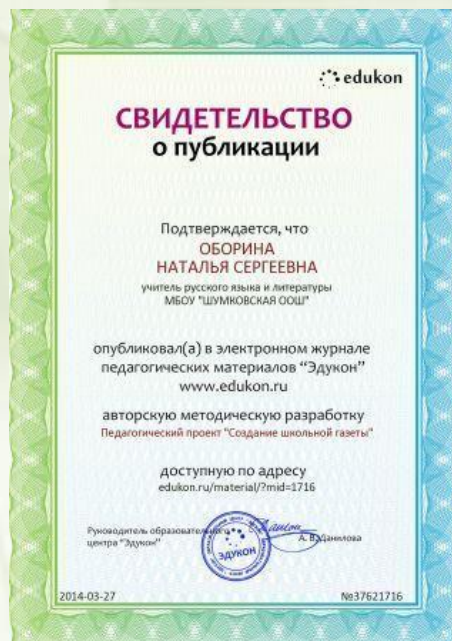 edukon
СВИДЕТЕЛЬСТВО
о публикации
Подтверждается, что
ОБОРИНА
НАТАЛЬЯ СЕРГЕЕВНА
учитель русского языка и литературы
МБОУ "ШУМКОВСКАЯ ООШ"
опубликовал(а) в электронном журнале
педагогических материалов "Эдукон"
www.edukon.ru
авторскую методическую разработку
Педагогический проект "Создание школьной газеты"
доступную по адресу
edukon.ru/material/?mid=1716
Руководитель образовательного
центра "Эдукон"
А. В. Данилова
ЭДУКОН
2014-03-27
№37621716